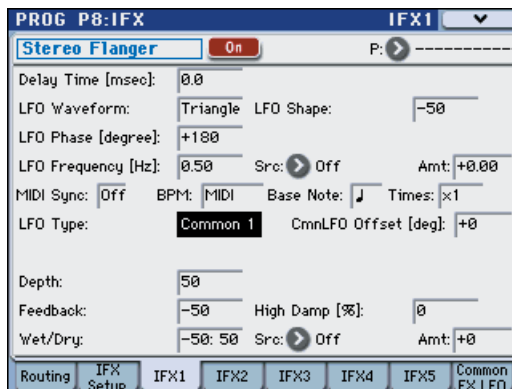 PROG P8:IFX IFX1
Stereo Flanger On P: ----------
Delay Time [msec]: 0.0
LFO Waveform: Triangle LFO Shape: -50
LFO Phase [degree]: +180
LFO Frequency [Hz]: 0.50 Src: Off Amt: +0.00
MIDI Sync: Off BPM: MIDI Base Note: ♩ Times: x1
LFO Type: Common 1 CmnLFO Offset [deg]: +0
Depth: 50
Feedback: -50 High Damp [%]: 0
Wet/Dry: -50: 50 Src: Off Amt: +0
Routing IFX Setup IFX1 IFX2 IFX3 IFX4 IFX5 Common FX LFO